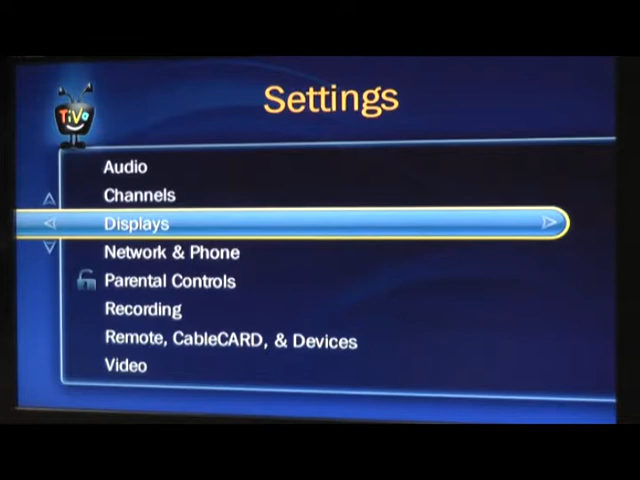 TiVo
Settings
Audio
Channels
Displays
Network & Phone
Parental Controls
Recording
Remote, CableCARD, & Devices
Video